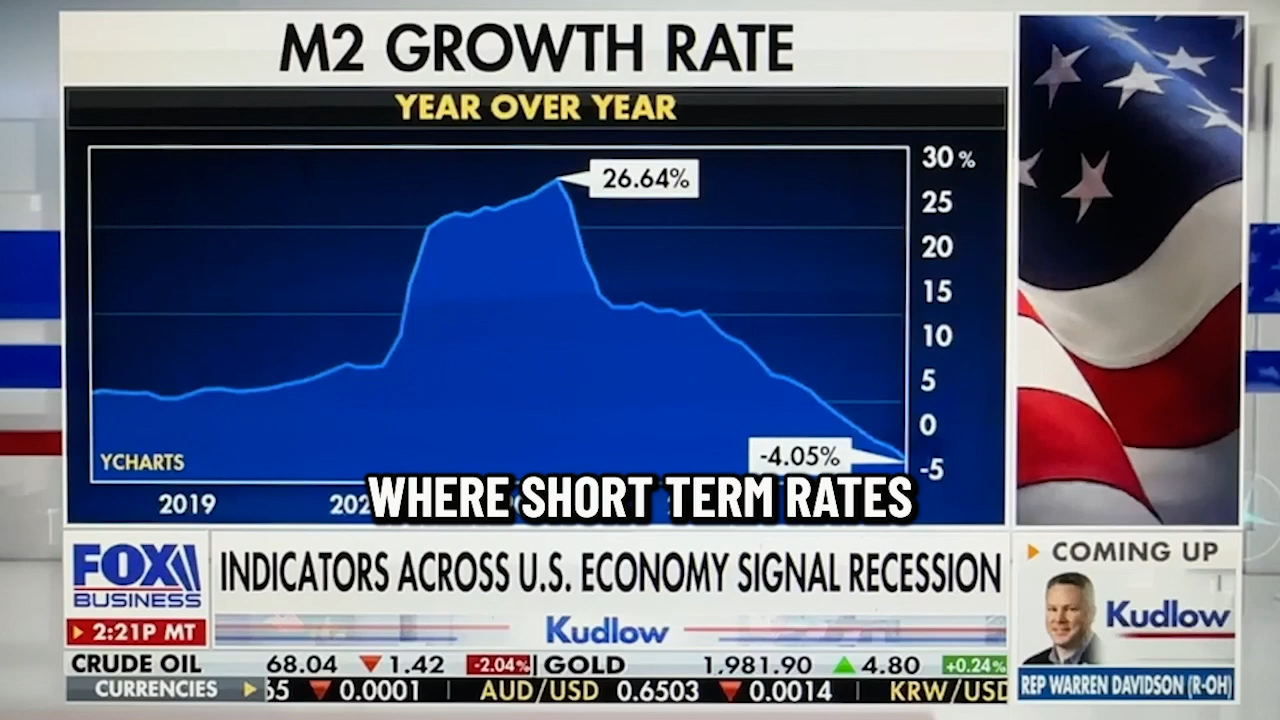 M2 GROWTH RATE
YEAR OVER YEAR
30 %
25
20
15
10
5
0
-5
26.64%
-4.05%
YCHARTS
2019
WHERE SHORT TERM RATES
FOX
BUSINESS
2:21P MT
INDICATORS ACROSS U.S. ECONOMY SIGNAL RECESSION
Kudlow
COMING UP
Kudlow
REP WARREN DAVIDSON (R-OH)
CRUDE OIL 68.04 ▼ 1.42 -2.04% GOLD 1,981.90 ▲ 4.80 +0.24%
CURRENCIES ▼ 0.0001 AUD/USD 0.6503 ▼ 0.0014 KRW/USD